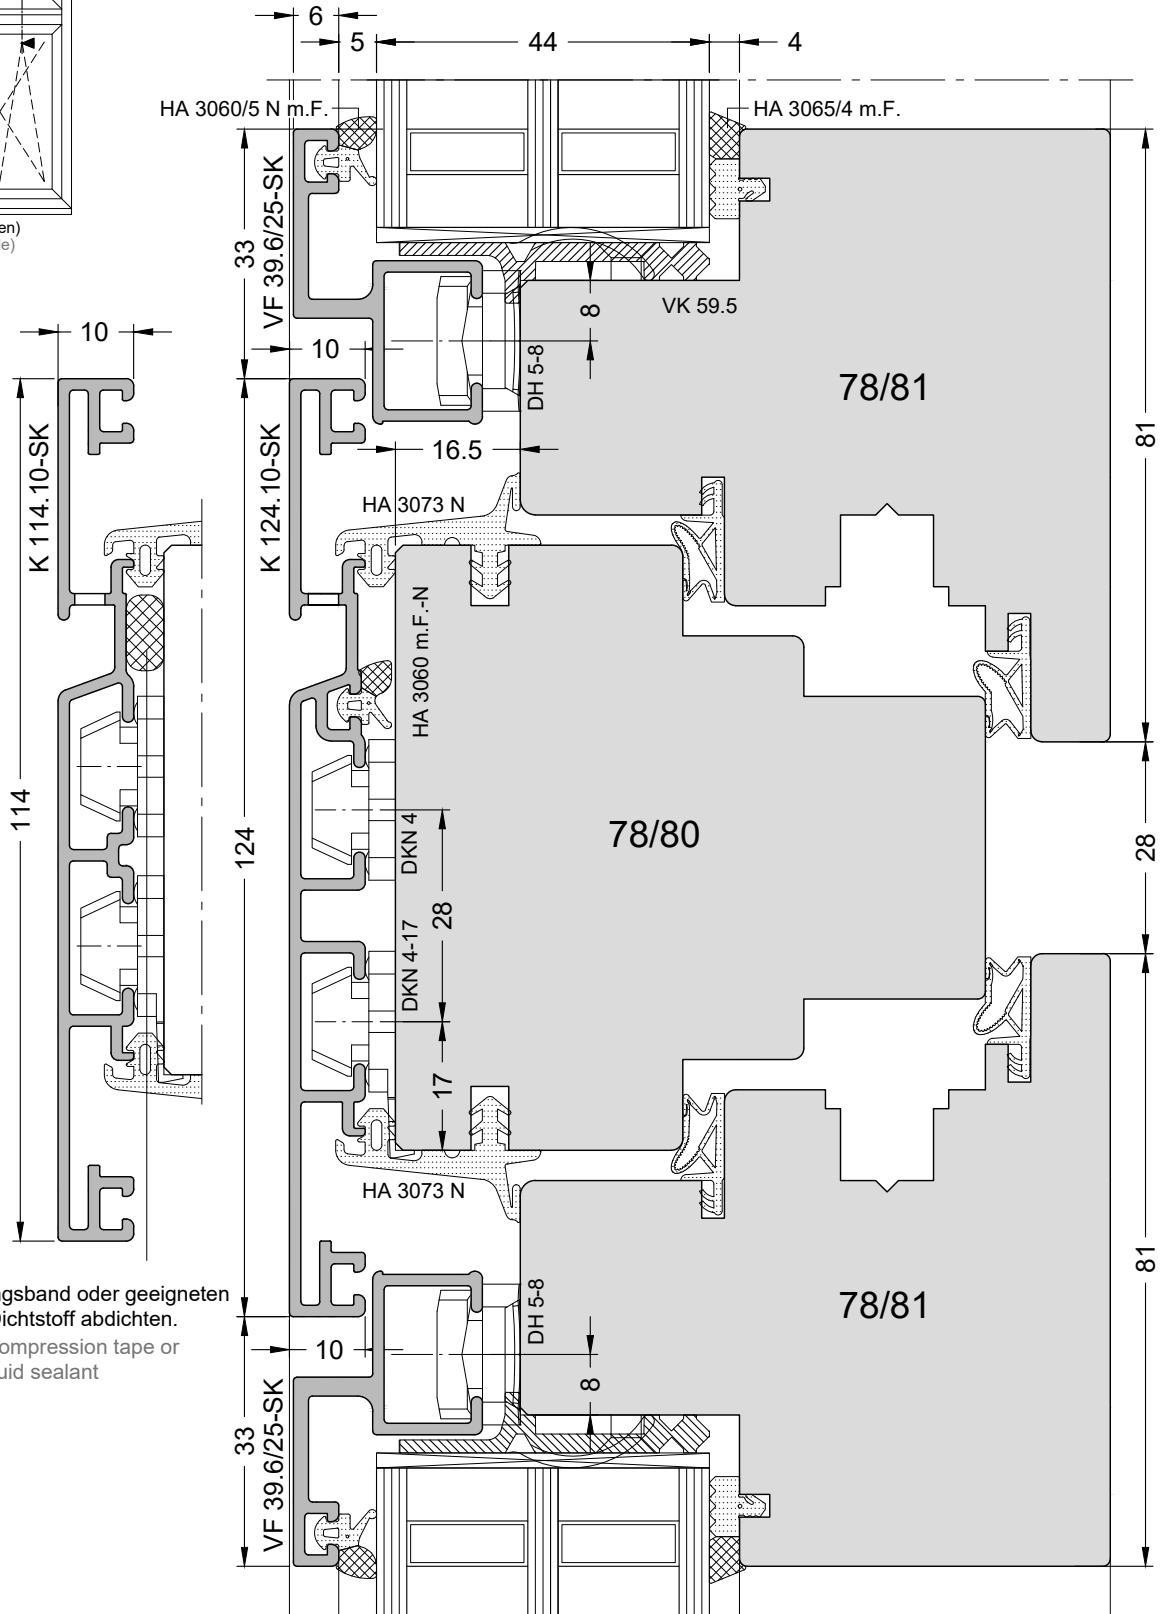 6
5
44
4
HA 3060/5 N m.F.
HA 3065/4 m.F.
en)
e)
33
VF 39.6/25-SK
8
VK 59.5
10
10
DH 5-8
78/81
81
K 114.10-SK
K 124.10-SK
16.5
HA 3073 N
HA 3060 m.F.-N
114
124
DKN 4
78/80
28
28
DKN 4-17
17
HA 3073 N
81
ngsband oder geeigneten
Dichtstoff abdichten.
compression tape or
uid sealant
10
DH 5-8
78/81
8
33
VF 39.6/25-SK